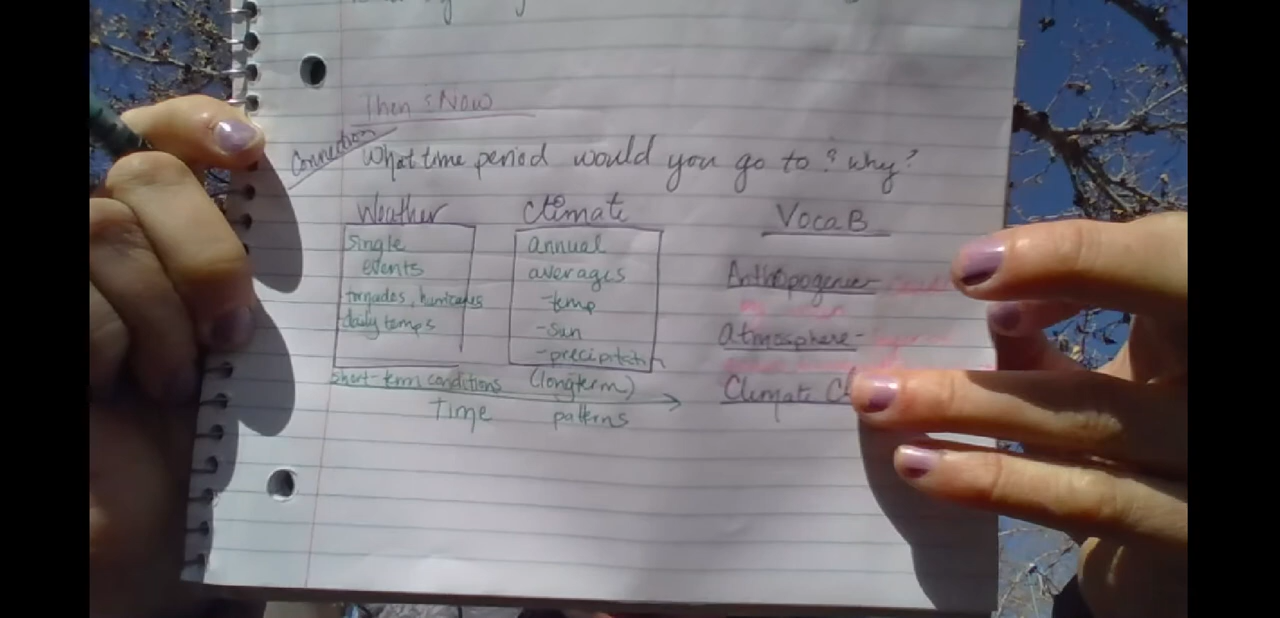 Then & Now
Connection
What time period would you go to? Why?
Weather
single
events
tornados, hurricanes
daily temps
short-term conditions
Climate
annual
averages
-temp
-sun
-precipitation
(longterm)
patterns
Time
VocaB
Anthropogenic
Atmosphere-
Climate